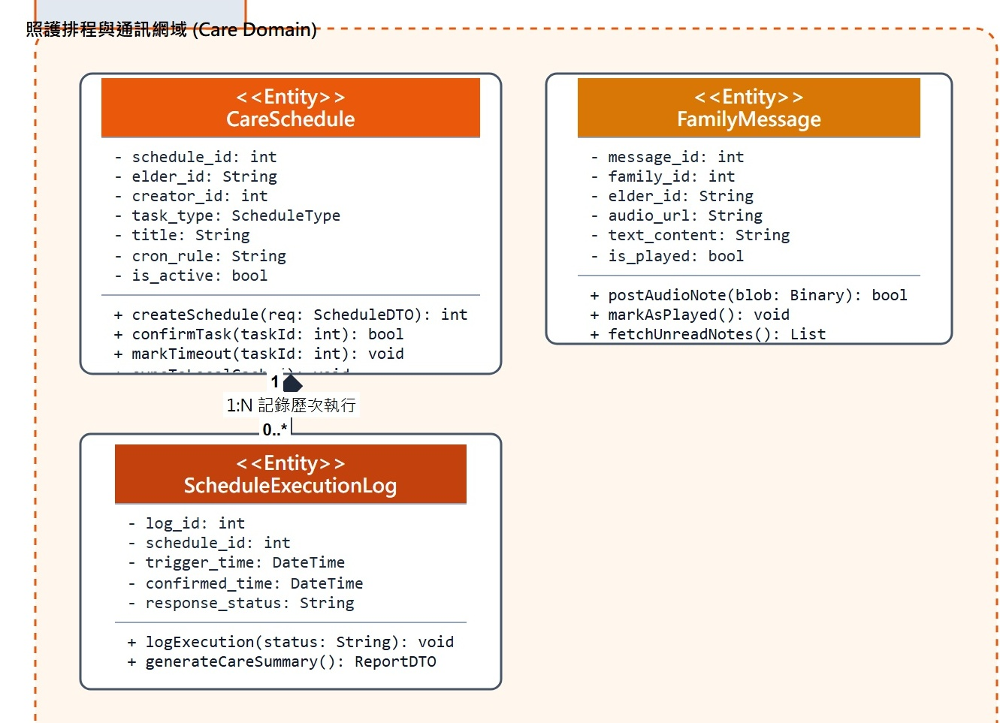 照護排程與通訊網域 (Care Domain)
<<Entity>>
CareSchedule
- schedule_id: int
- elder_id: String
- creator_id: int
- task_type: ScheduleType
- title: String
- cron_rule: String
- is_active: bool
+ createSchedule(req: ScheduleDTO): int
+ confirmTask(taskId: int): bool
+ markTimeout(taskId: int): void
<<Entity>>
FamilyMessage
- message_id: int
- family_id: int
- elder_id: String
- audio_url: String
- text_content: String
- is_played: bool
+ postAudioNote(blob: Binary): bool
+ markAsPlayed(): void
+ fetchUnreadNotes(): List
1
1:N 記錄歷次執行
0..*
<<Entity>>
ScheduleExecutionLog
- log_id: int
- schedule_id: int
- trigger_time: DateTime
- confirmed_time: DateTime
- response_status: String
+ logExecution(status: String): void
+ generateCareSummary(): ReportDTO